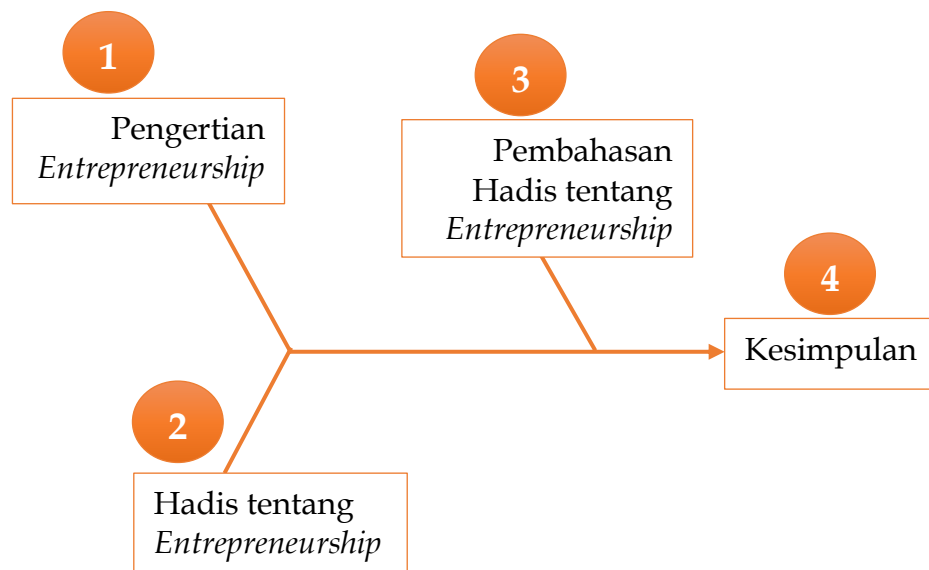 1
Pengertian
Entrepreneurship
2
Hadis tentang
Entrepreneurship
3
Pembahasan
Hadis tentang
Entrepreneurship
4
Kesimpulan